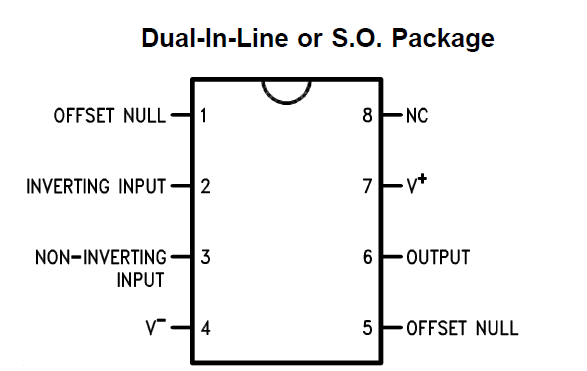 Dual-In-Line or S.O. Package
OFFSET NULL 1 8 NC
INVERTING INPUT 2 7 V+
NON-INVERTING 3 6 OUTPUT
INPUT
V- 4 5 OFFSET NULL